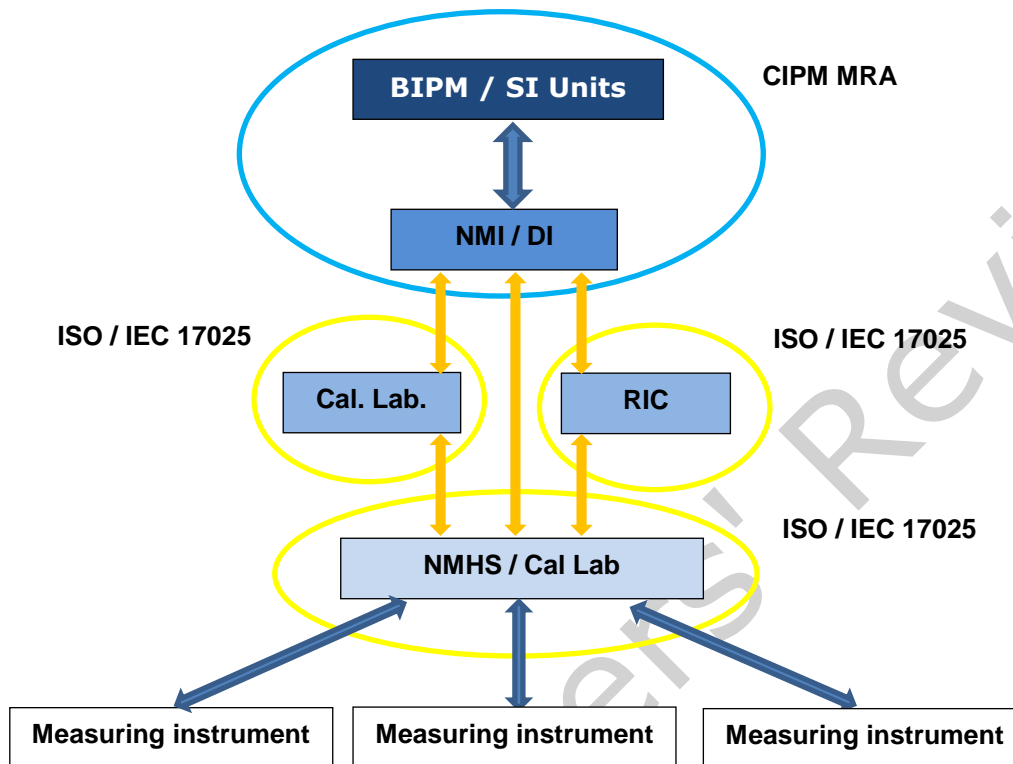 BIPM / SI Units
CIPM MRA
NMI / DI
ISO / IEC 17025
ISO / IEC 17025
Cal. Lab.
RIC
ISO / IEC 17025
NMHS / Cal Lab
Measuring instrument
Measuring instrument
Measuring instrument